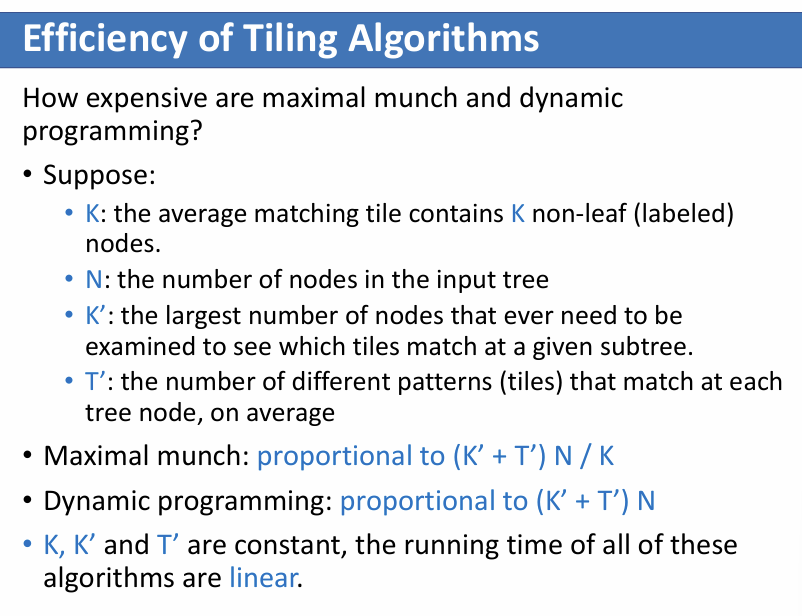 Efficiency of Tiling Algorithms
How expensive are maximal munch and dynamic
programming?
• Suppose:
• K: the average matching tile contains K non-leaf (labeled)
nodes.
• N: the number of nodes in the input tree
• K’: the largest number of nodes that ever need to be
examined to see which tiles match at a given subtree.
• T’: the number of different patterns (tiles) that match at each
tree node, on average
• Maximal munch: proportional to (K’ + T’) N / K
• Dynamic programming: proportional to (K’ + T’) N
• K, K’ and T’ are constant, the running time of all of these
algorithms are linear.